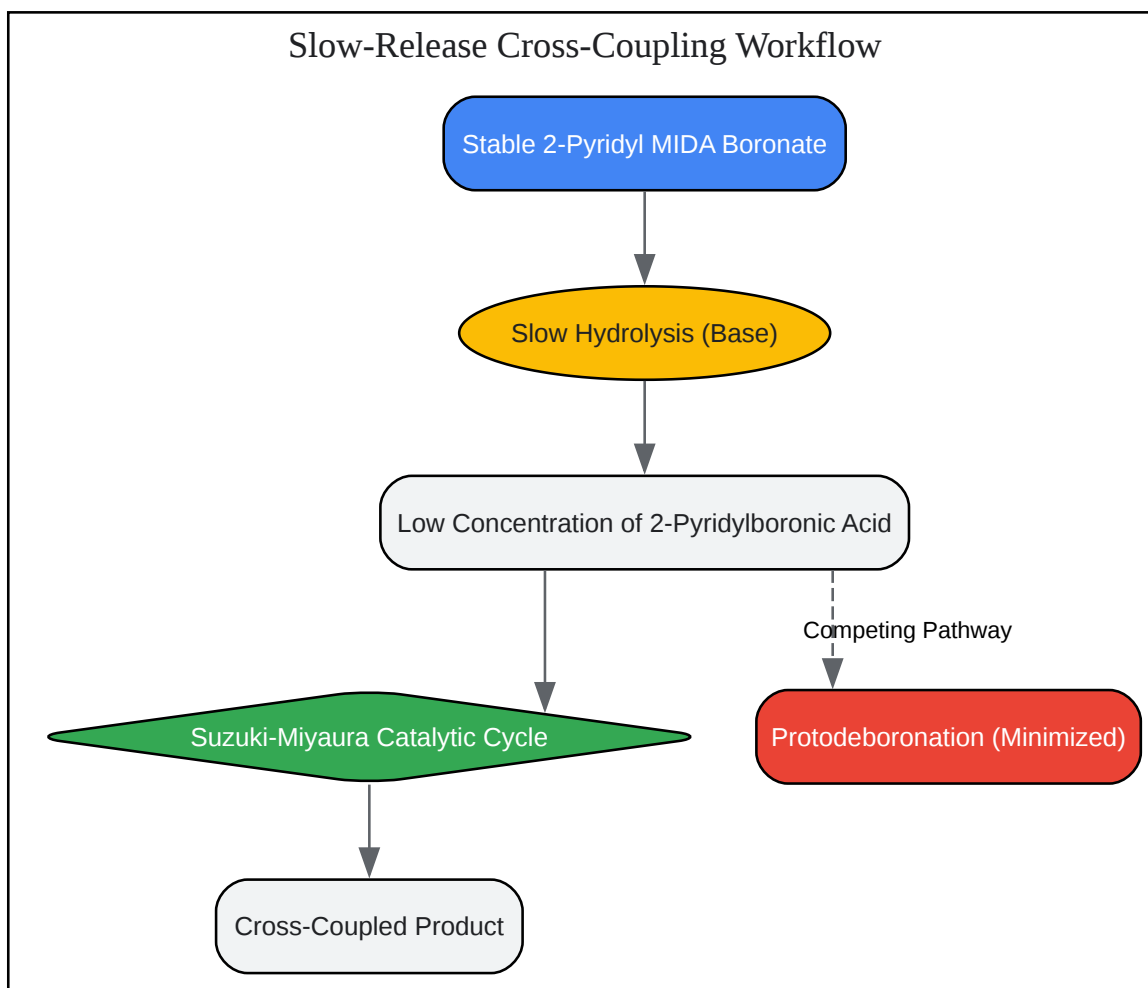 Slow-Release Cross-Coupling Workflow
Stable 2-Pyridyl MIDA Boronate
Slow Hydrolysis (Base)
Low Concentration of 2-Pyridylboronic Acid
Competing Pathway
Suzuki-Miyaura Catalytic Cycle
Protodeboronation (Minimized)
Cross-Coupled Product